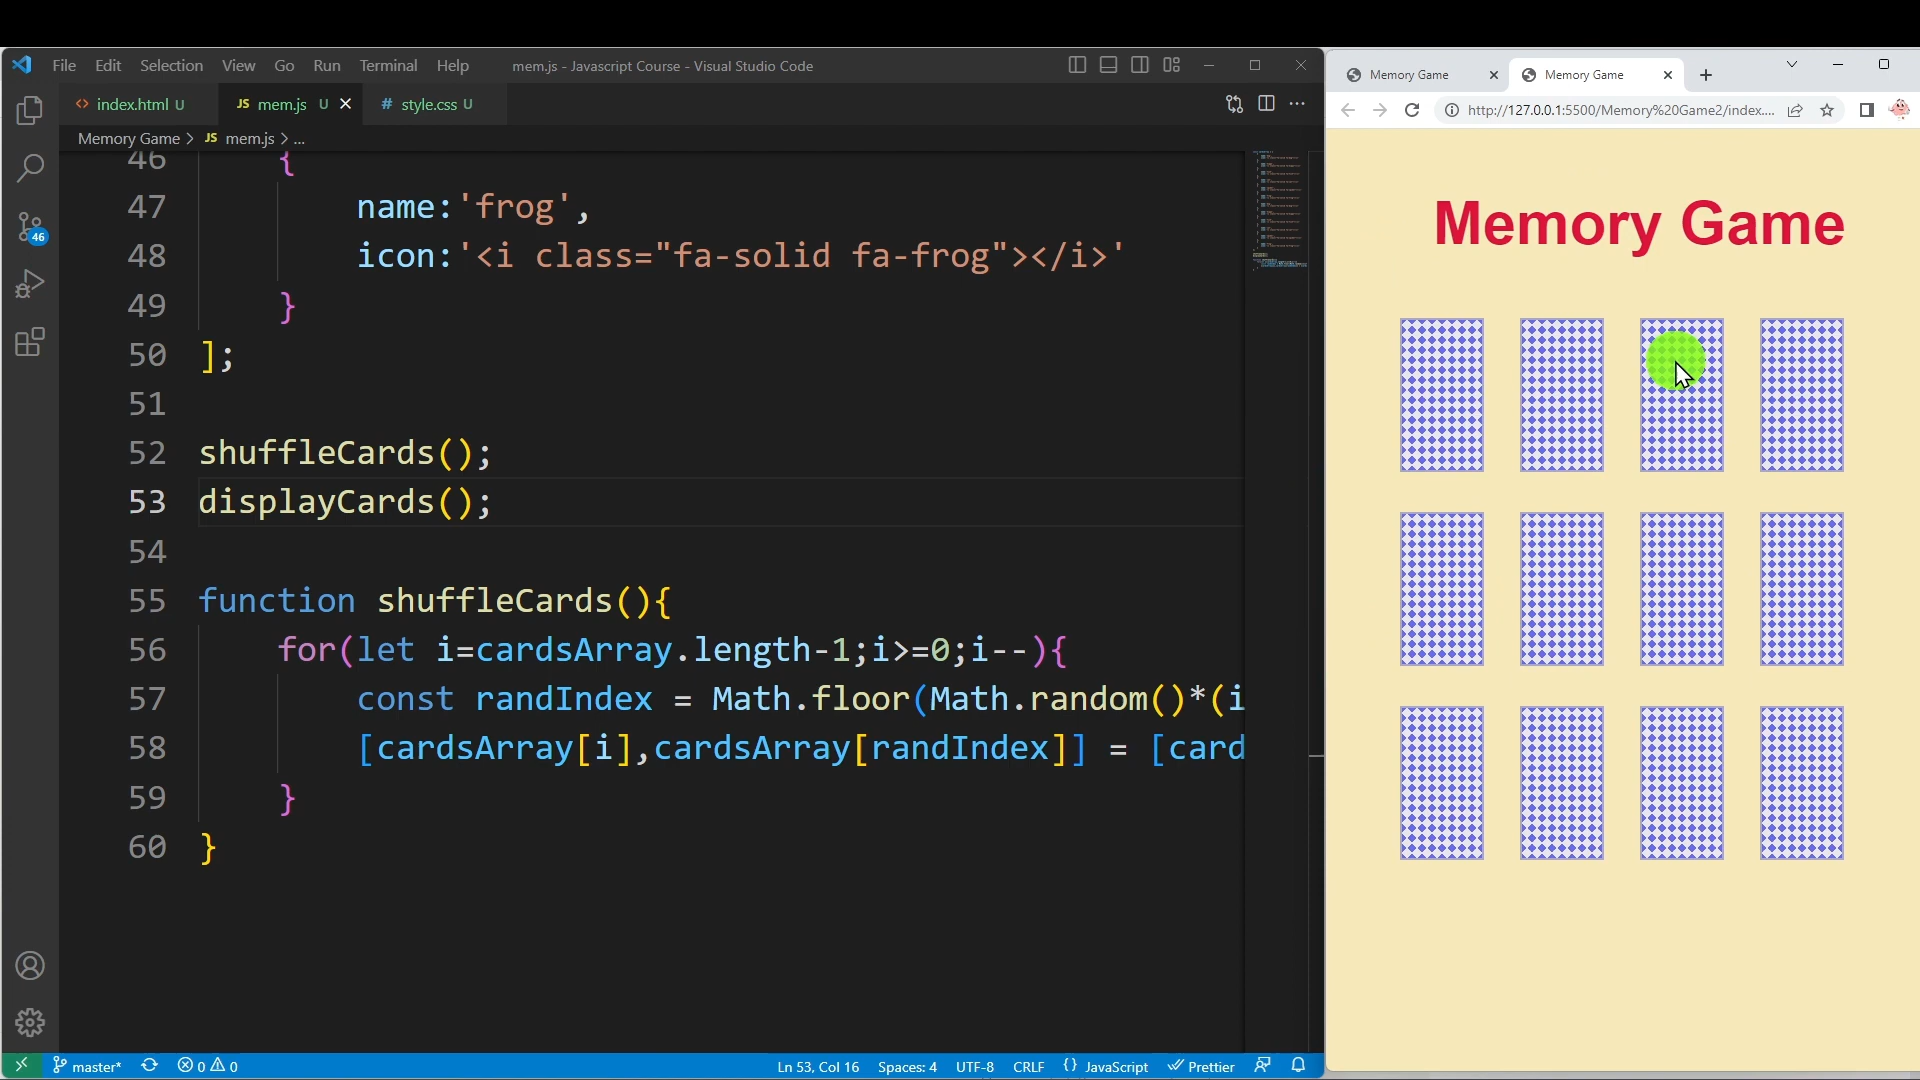 File Edit Selection View Go Run Terminal Help mem.js - Javascript Course - Visual Studio Code
<> index.html U JS mem.js U # style.css U
Memory Game > JS mem.js > ...
46 {
47 name:'frog',
48 icon:'<i class="fa-solid fa-frog"></i>'
49 }
50 ];
51
52 shuffleCards();
53 displayCards();
54
55 function shuffleCards(){
56 for(let i=cardsArray.length-1;i>=0;i--){
57 const randIndex = Math.floor(Math.random()*(i
58 [cardsArray[i],cardsArray[randIndex]] = [card
59 }
60 }
46
master* 0 0 Ln 53, Col 16 Spaces: 4 UTF-8 CRLF {} JavaScript Prettier
Memory Game Memory Game
http://127.0.0.1:5500/Memory%20Game2/index....
Memory Game